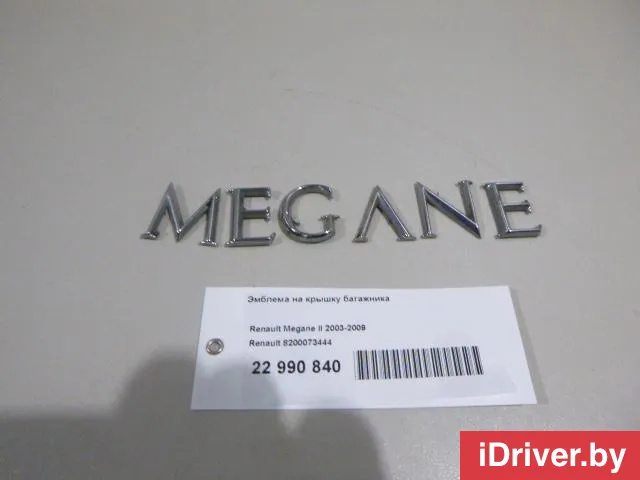 MEGANE
Эмблема на крышку багажника
Renault Megane II 2003-2009
Renault 8200073444
22 990 840
iDriver.by